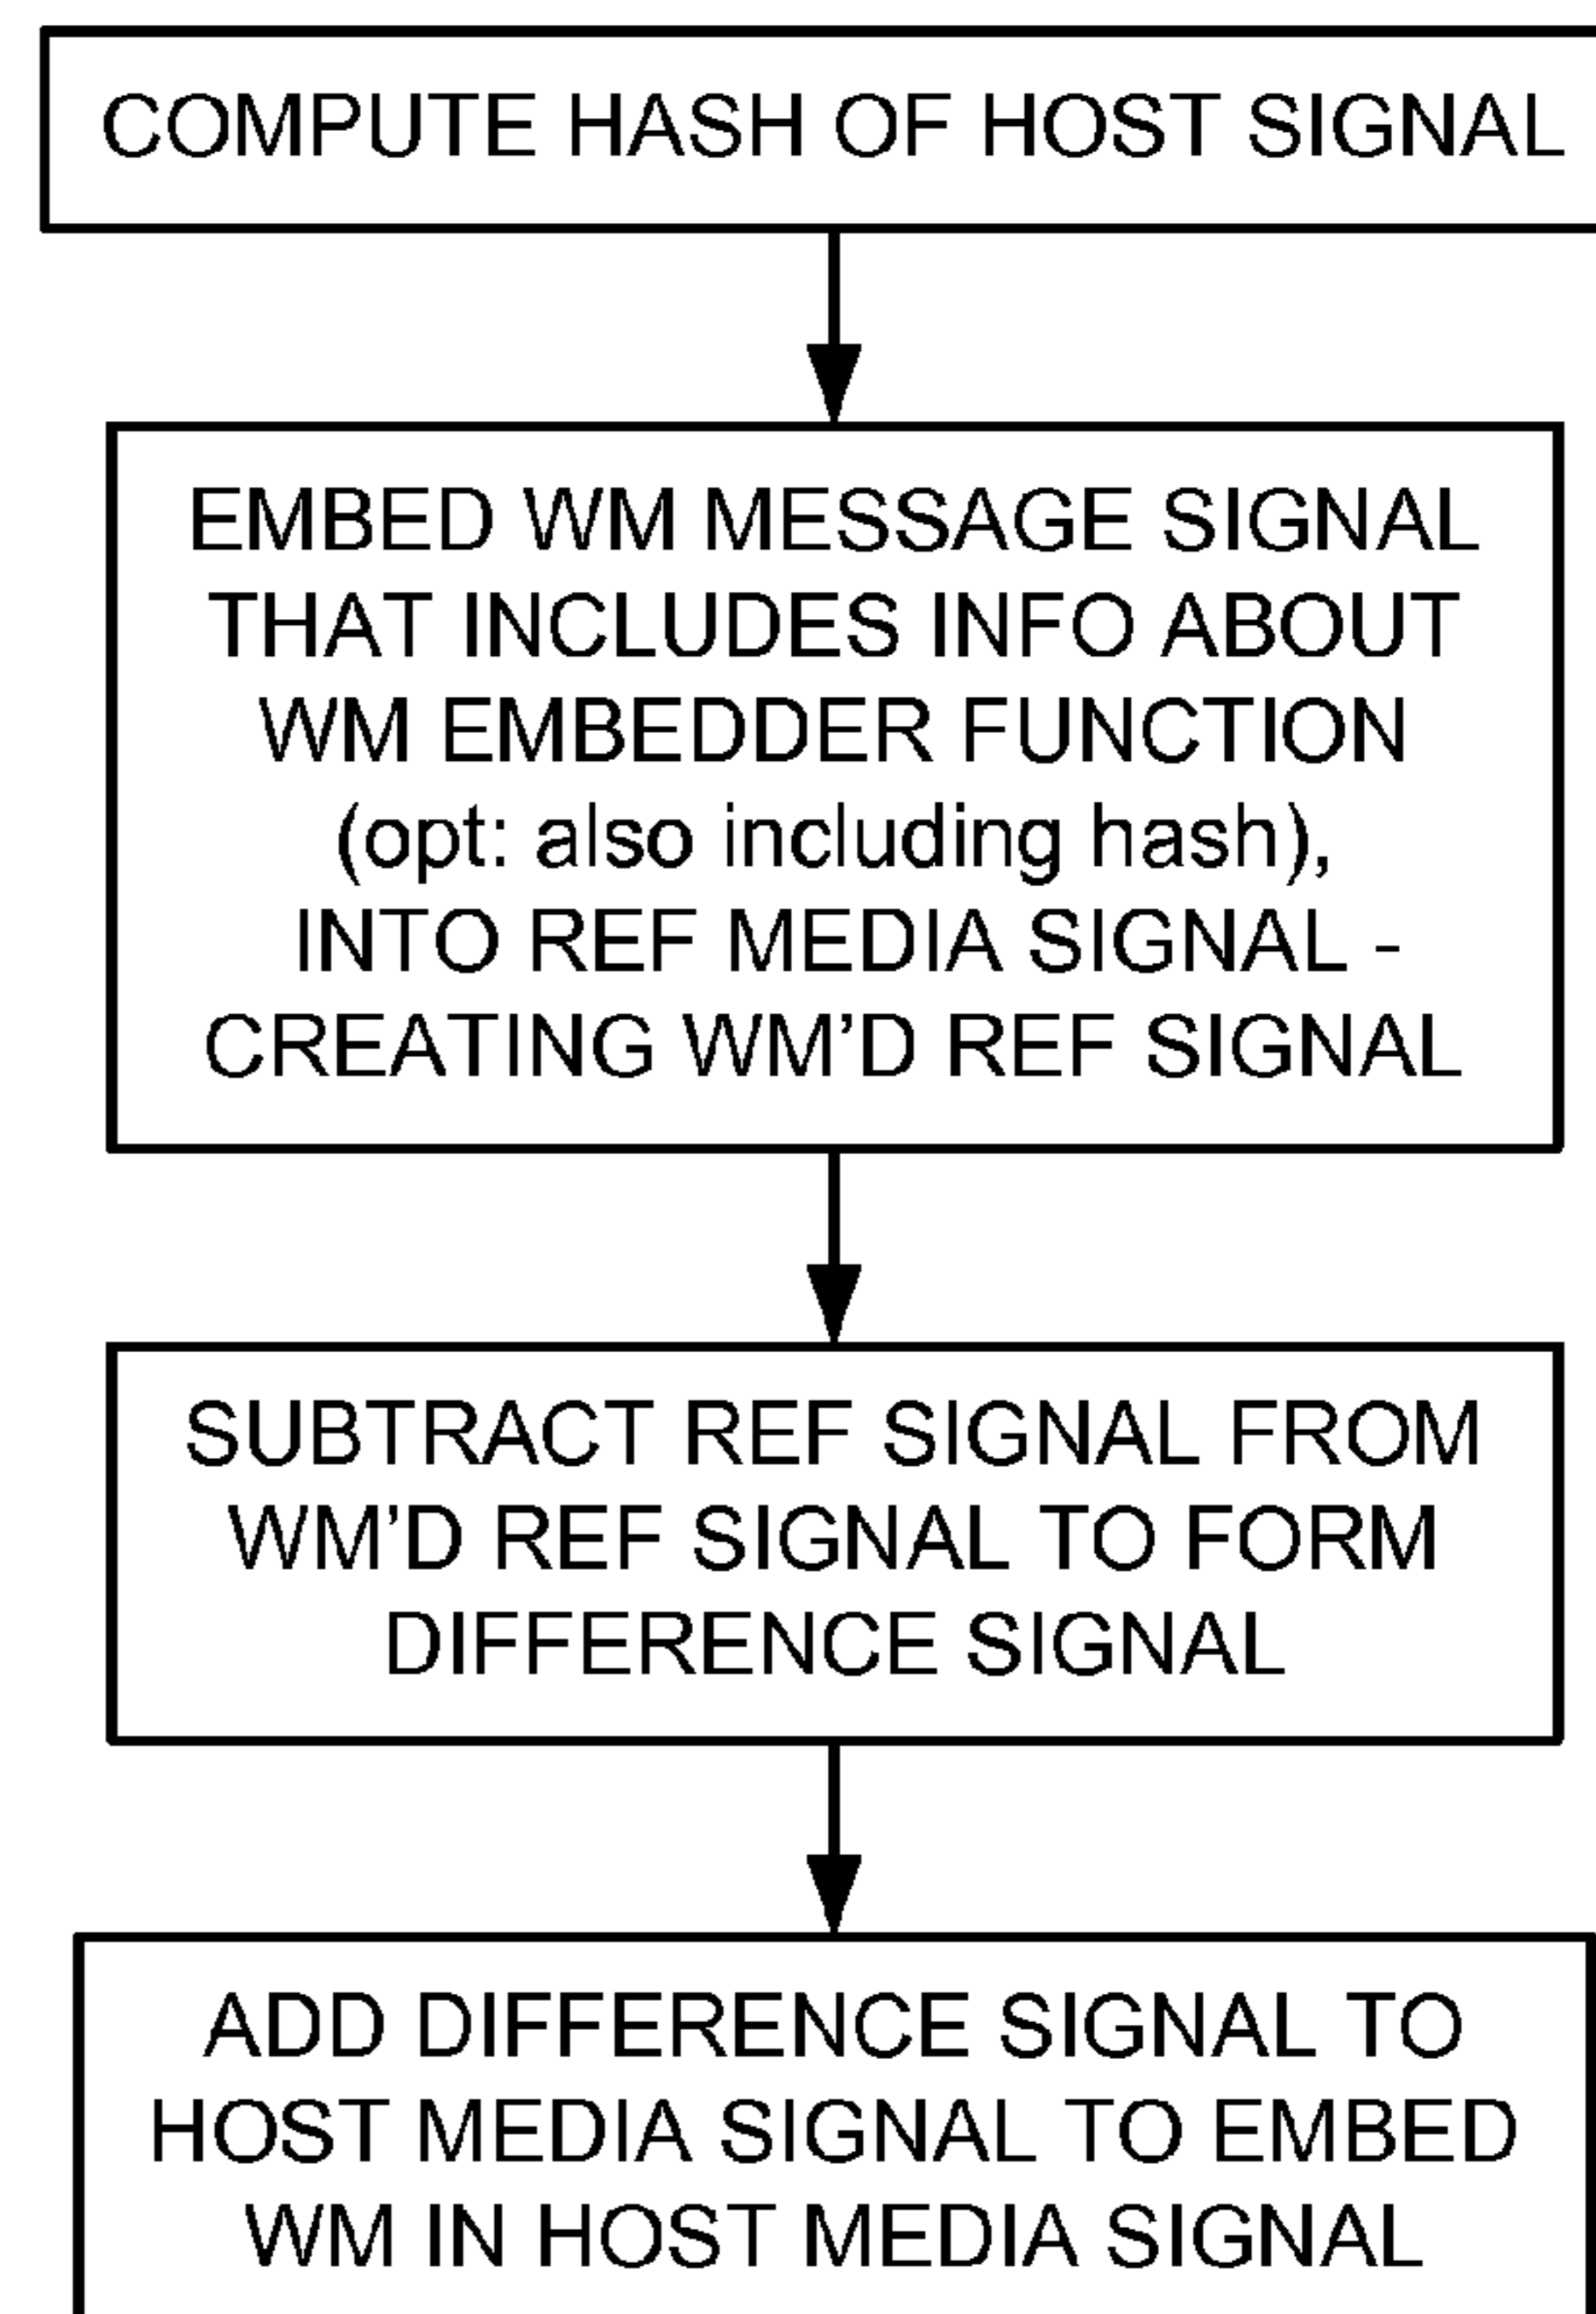 COMPUTE HASH OF HOST SIGNAL
EMBED WM MESSAGE SIGNAL
THAT INCLUDES INFO ABOUT
WM EMBEDDER FUNCTION
(opt: also including hash),
INTO REF MEDIA SIGNAL -
CREATING WM'D REF SIGNAL
SUBTRACT REF SIGNAL FROM
WM'D REF SIGNAL TO FORM
DIFFERENCE SIGNAL
ADD DIFFERENCE SIGNAL TO
HOST MEDIA SIGNAL TO EMBED
WM IN HOST MEDIA SIGNAL